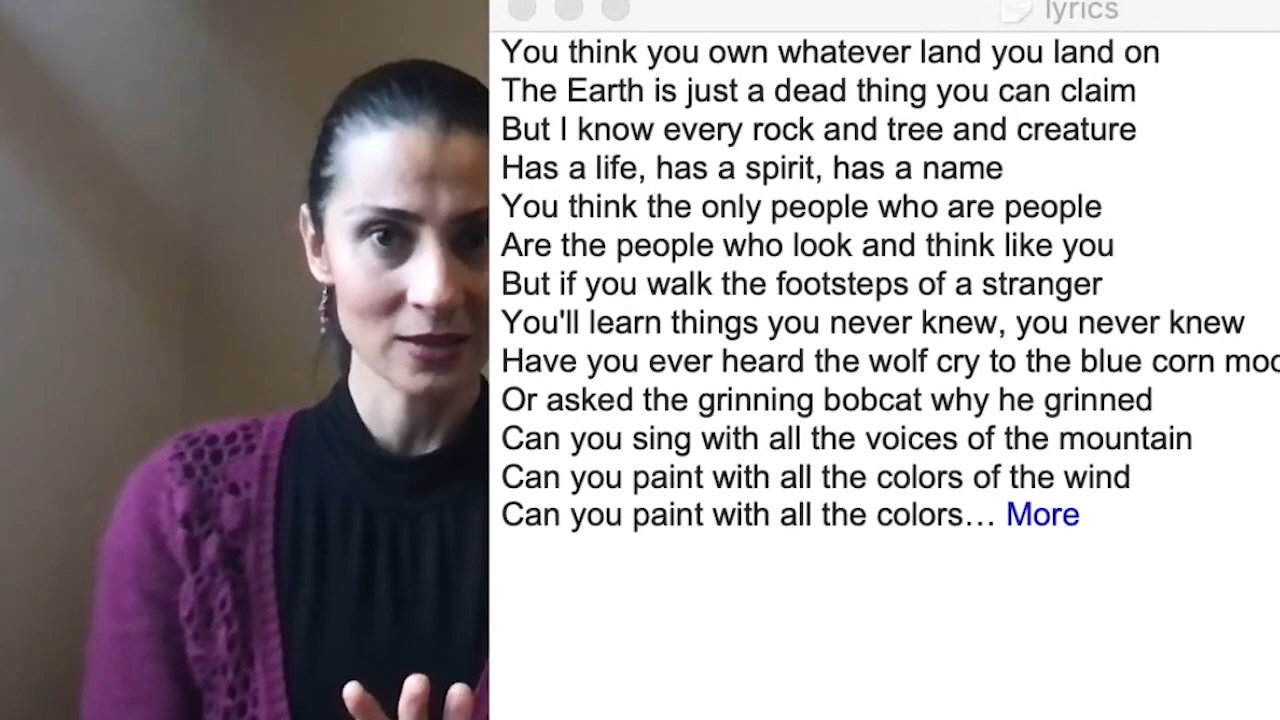 lyrics
You think you own whatever land you land on
The Earth is just a dead thing you can claim
But I know every rock and tree and creature
Has a life, has a spirit, has a name
You think the only people who are people
Are the people who look and think like you
But if you walk the footsteps of a stranger
You'll learn things you never knew, you never knew
Have you ever heard the wolf cry to the blue corn
Or asked the grinning bobcat why he grinned
Can you sing with all the voices of the mountain
Can you paint with all the colors of the wind
Can you paint with all the colors… More